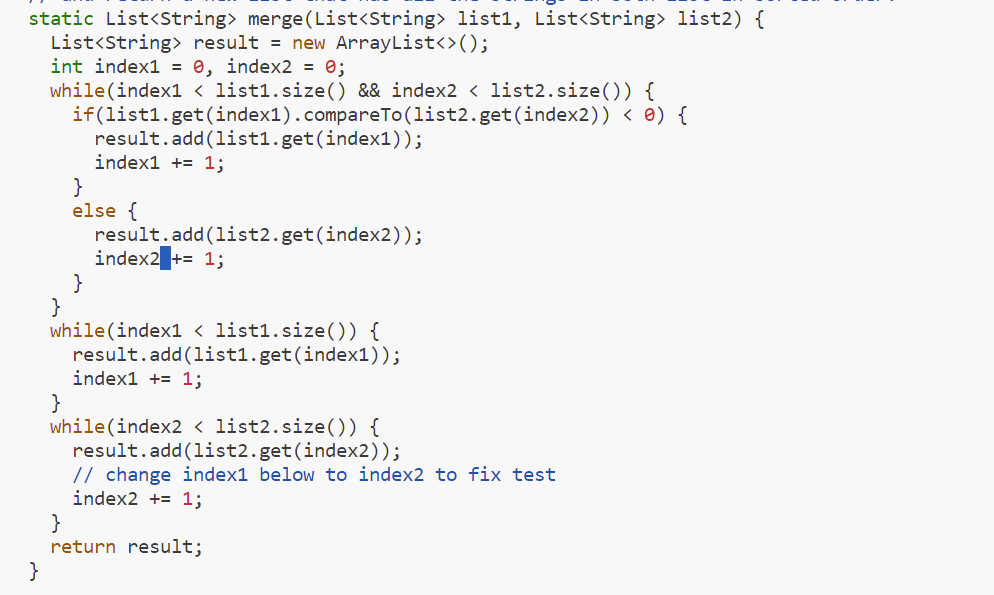 static List<String> merge(List<String> list1, List<String> list2) {
List<String> result = new ArrayList<>();
int index1 = 0, index2 = 0;
while(index1 < list1.size() && index2 < list2.size()) {
if(list1.get(index1).compareTo(list2.get(index2)) < 0) {
result.add(list1.get(index1));
index1 += 1;
}
else {
result.add(list2.get(index2));
index2 += 1;
}
}
while(index1 < list1.size()) {
result.add(list1.get(index1));
index1 += 1;
}
while(index2 < list2.size()) {
result.add(list2.get(index2));
// change index1 below to index2 to fix test
index2 += 1;
}
return result;
}